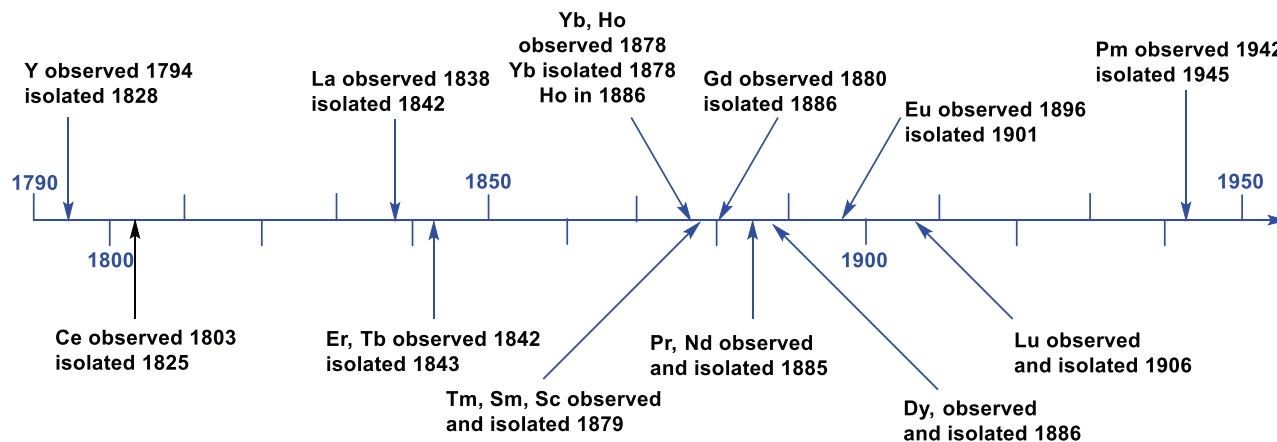 Yb, Ho
observed 1878
Yb isolated 1878
Ho in 1886
Y observed 1794
isolated 1828
La observed 1838
isolated 1842
Gd observed 1880
isolated 1886
Eu observed 1896
isolated 1901
Pm observed 1942
isolated 1945
1790
1850
1950
1800
1900
Ce observed 1803
isolated 1825
Er, Tb observed 1842
isolated 1843
Tm, Sm, Sc observed
and isolated 1879
Pr, Nd observed
and isolated 1885
Dy, observed
and isolated 1886
Lu observed
and isolated 1906